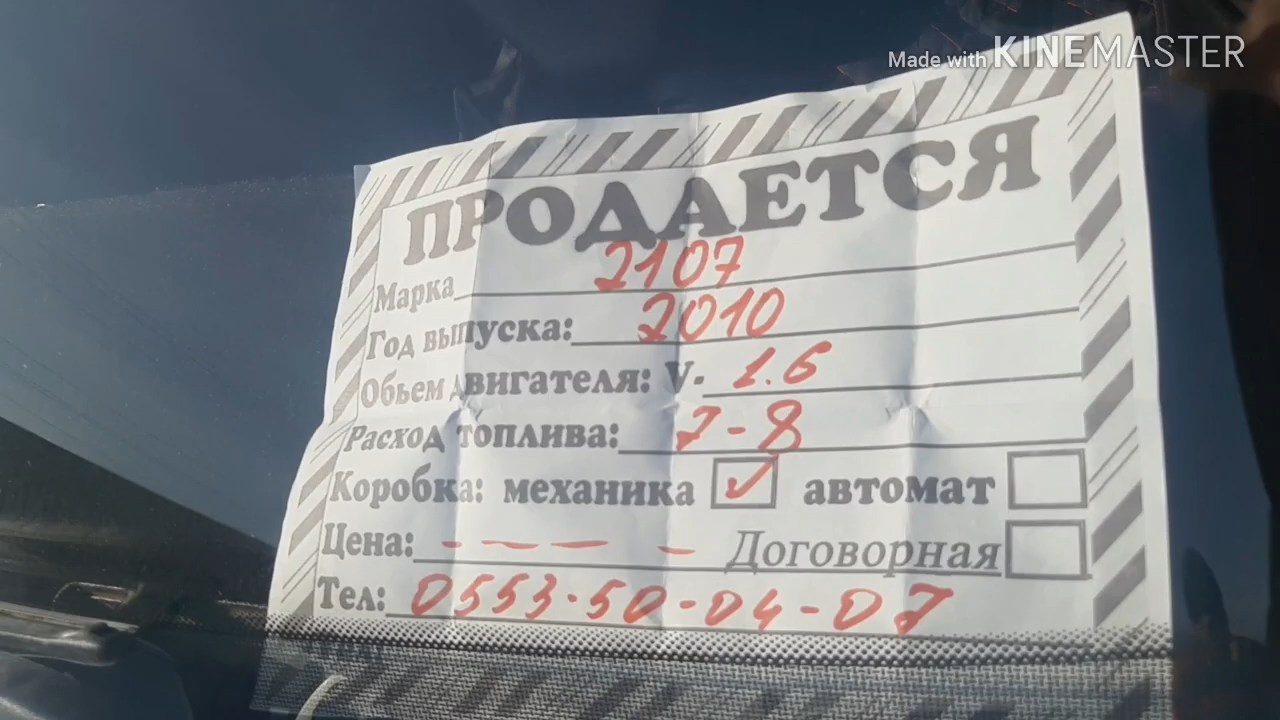 Made with KINEMASTER
ПРОДАЕТСЯ
Марка 2107
Год выпуска: 2010
Обьем двигателя: V- 1.6
Расход топлива: 7-8
Коробка: механика ✓ автомат
Цена: - — — - Договорная
Тел: 0553-50-04-07